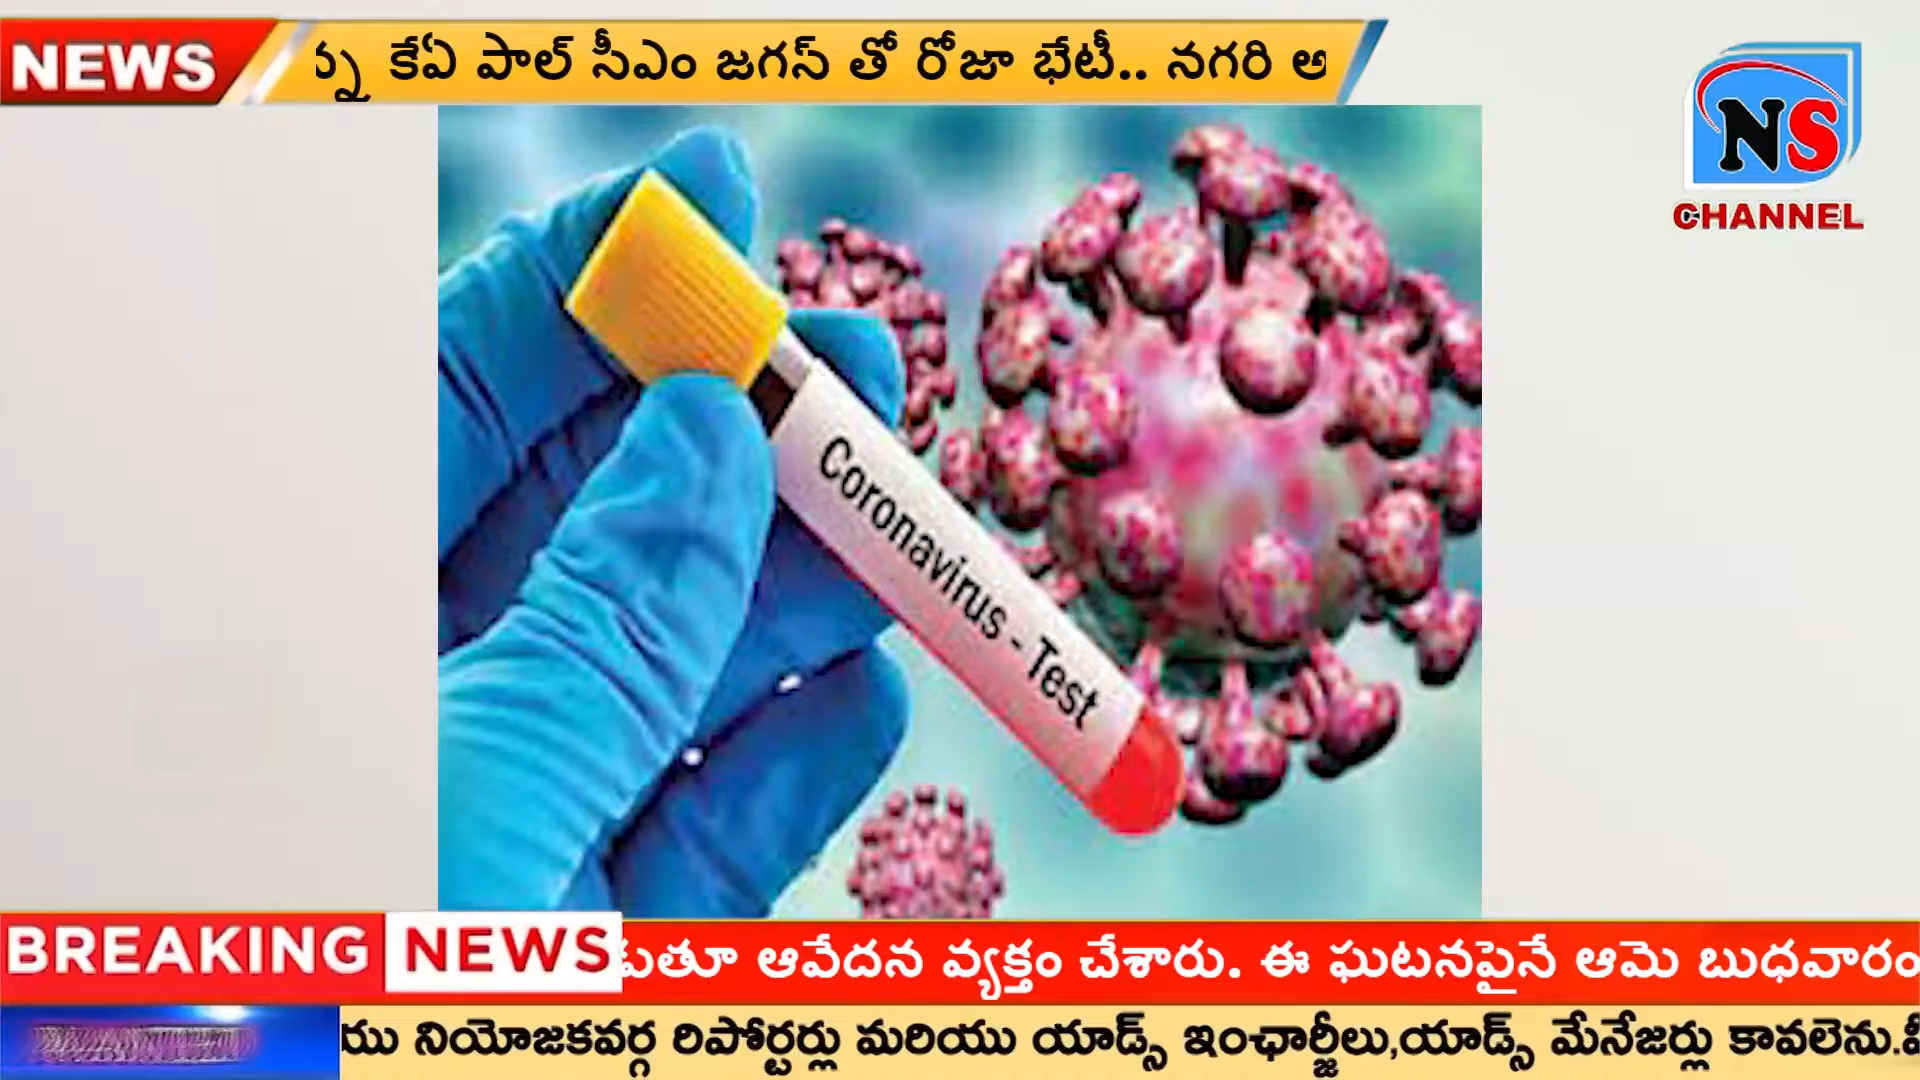 NEWS
కేఏ పాల్ సీఎం జగన్ తో రోజా భేటీ.. నగరి
NS
CHANNEL
Coronavirus - Test
BREAKING NEWS
ఆవేదన వ్యక్తం చేశారు. ఈ ఘటనపైనే ఆమె బుధవారం
నియోజకవర్గ రిపోర్టర్లు మరియు యాడ్స్ ఇంఛార్జీలు,యాడ్స్ మేనేజర్లు కావలెను.